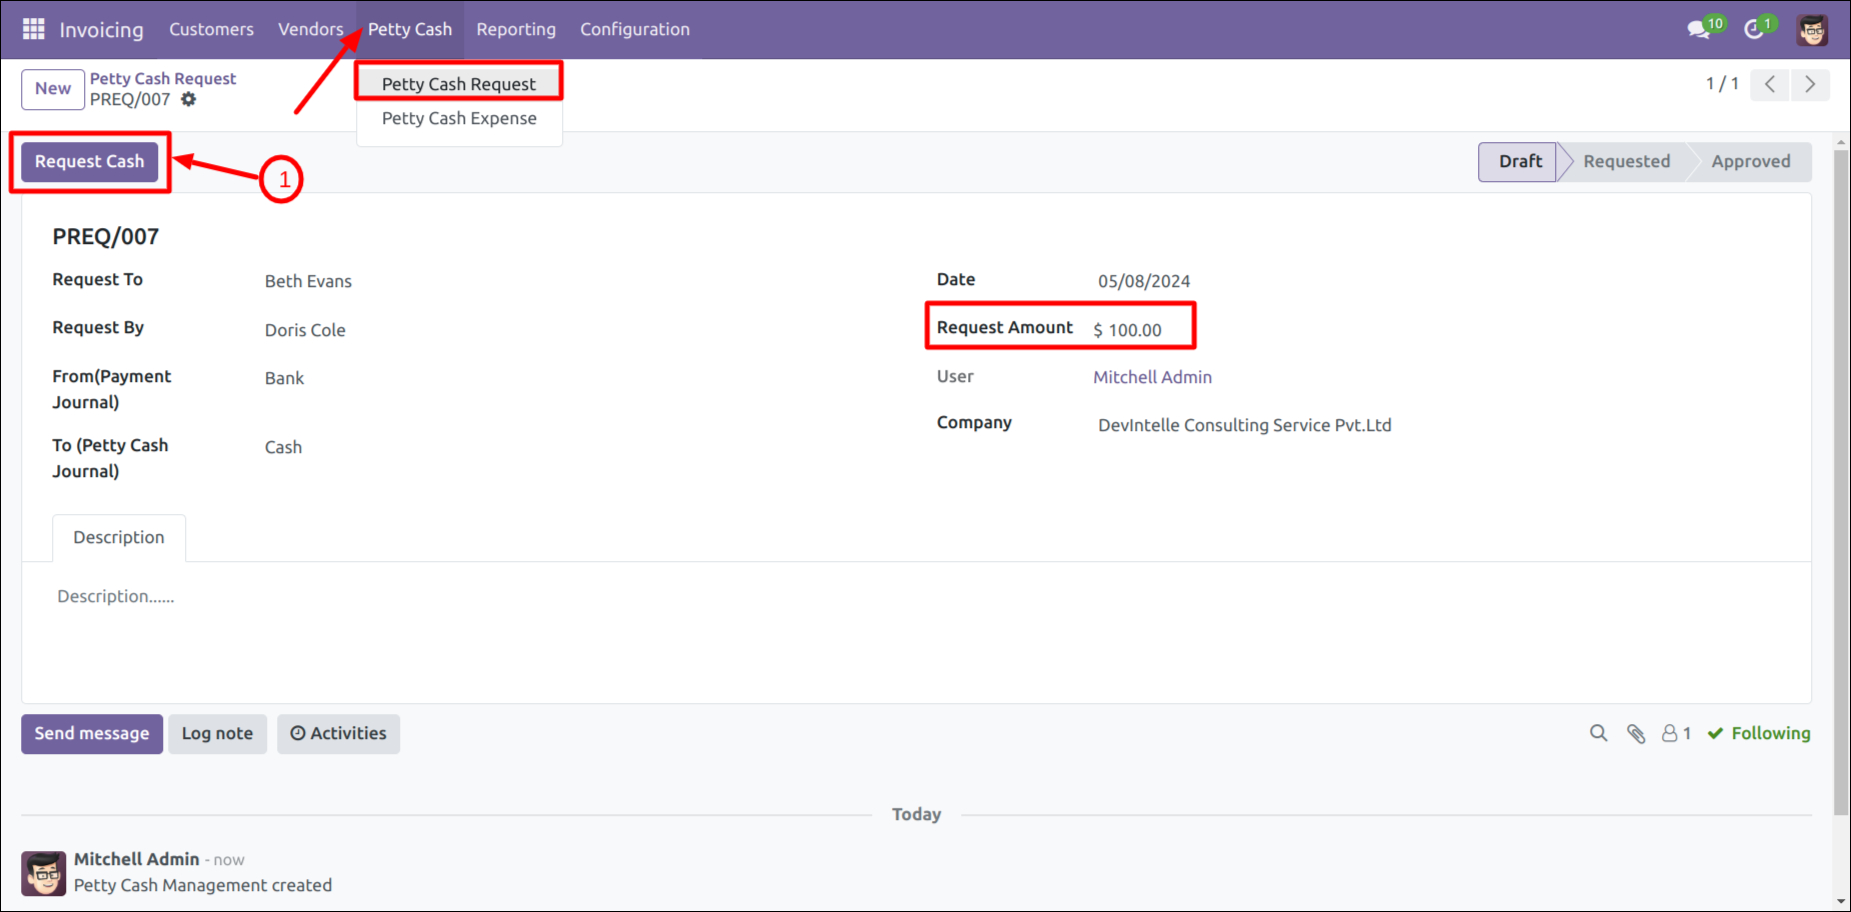 Invoicing Customers Vendors Petty Cash Reporting Configuration 10 1
New Petty Cash Request
PREQ/007
1 / 1
Petty Cash Request
Petty Cash Expense
Request Cash
1
Draft Requested Approved
PREQ/007
Request To Beth Evans
Request By Doris Cole
From(Payment
Journal) Bank
To (Petty Cash
Journal) Cash
Date 05/08/2024
Request Amount $ 100.00
User Mitchell Admin
Company DevIntelle Consulting Service Pvt.Ltd
Description
Description......
Send message Log note Activities 1 Following
Today
Mitchell Admin - now
Petty Cash Management created